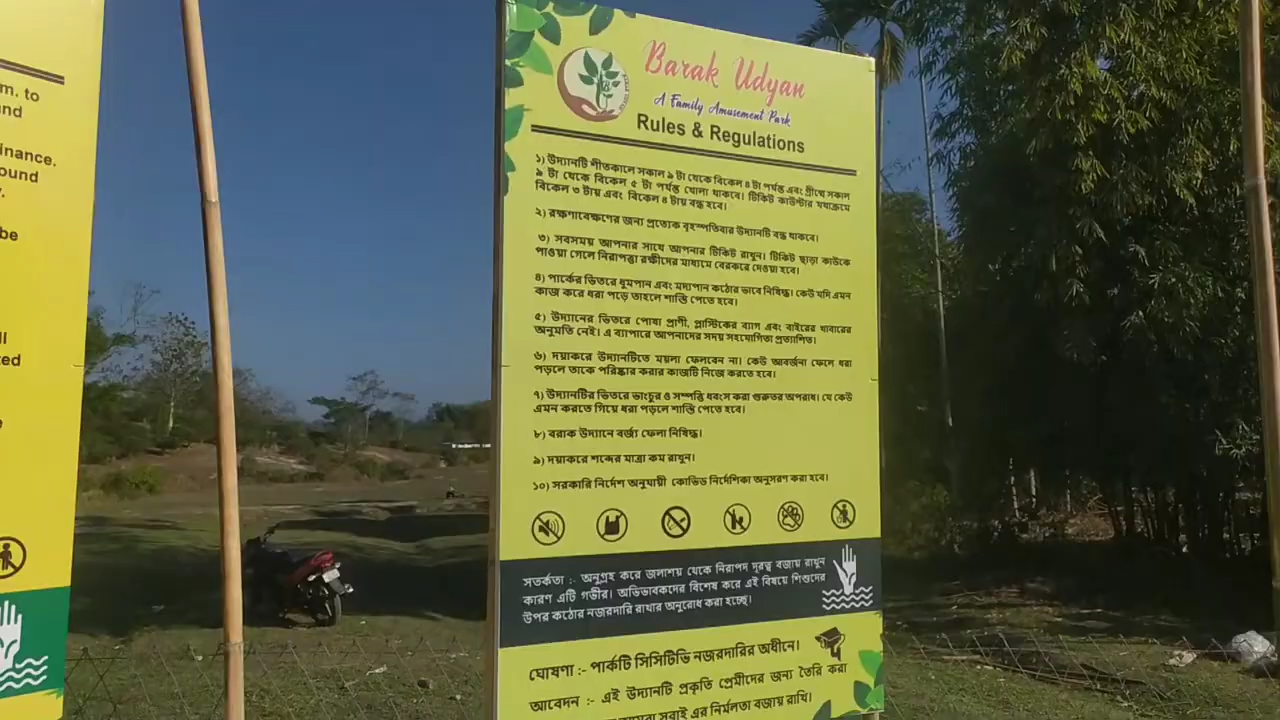 m. to
und
inance.
ound
be
ll
ted
Barak Udyan
A Family Amusement Park
Rules & Regulations
১) উদ্যানটি শীতকালে সকাল ৯ টা থেকে বিকেল ৪ টা পর্যন্ত এবং গ্রীষ্মে সকাল
৯ টা থেকে বিকেল ৫ টা পর্যন্ত খোলা থাকবে। টিকিট কাউন্টার যথাক্রমে
বিকেল ৩ টায় এবং বিকেল ৪ টায় বন্ধ হবে।
২) রক্ষণাবেক্ষণের জন্য প্রত্যেক বৃহস্পতিবার উদ্যানটি বন্ধ থাকবে।
৩) সবসময় আপনার সাথে আপনার টিকিট রাখুন। টিকিট ছাড়া কাউকে
পাওয়া গেলে নিরাপত্তা রক্ষীদের মাধ্যমে বেরকরে দেওয়া হবে।
৪) পার্কের ভিতরে ধুমপান এবং মদ্যপান কঠোর ভাবে নিষিদ্ধ। কেউ যদি এমন
কাজ করে ধরা পড়ে তাহলে শাস্তি পেতে হবে।
৫) উদ্যানের ভিতরে পোষা প্রাণী, প্লাস্টিকের ব্যাগ এবং বাইরের খাবারের
অনুমতি নেই। এ ব্যাপারে আপনাদের সদয় সহযোগিতা প্রত্যাশিত।
৬) দয়াকরে উদ্যানটিতে ময়লা ফেলবেন না। কেউ আবর্জনা ফেলে ধরা
পড়লে তাকে পরিষ্কার করার কাজটি নিজে করতে হবে।
৭) উদ্যানটির ভিতরে ভাংচুর ও সম্পত্তি ধবংস করা গুরুতর অপরাধ। যে কেউ
এমন করতে গিয়ে ধরা পড়লে শাস্তি পেতে হবে।
৮) বরাক উদ্যানে বর্জ্য ফেলা নিষিদ্ধ।
৯) দয়াকরে শব্দের মাত্রা কম রাখুন।
১০) সরকারি নির্দেশ অনুযায়ী কোভিড নির্দেশিকা অনুসরণ করা হবে।
সতর্কতা :- অনুগ্রহ করে জলাশয় থেকে নিরাপদ দূরত্ব বজায় রাখুন
কারণ এটি গভীর। অভিভাবকদের বিশেষ করে এই বিষয়ে শিশুদের
উপর কঠোর নজরদারি রাখার অনুরোধ করা হচ্ছে।
ঘোষণা :- পার্কটি সিসিটিভি নজরদারির অধীনে।
আবেদন :- এই উদ্যানটি প্রকৃতি প্রেমীদের জন্য তৈরি করা
সবাই এর নির্মলতা বজায় রাখি।